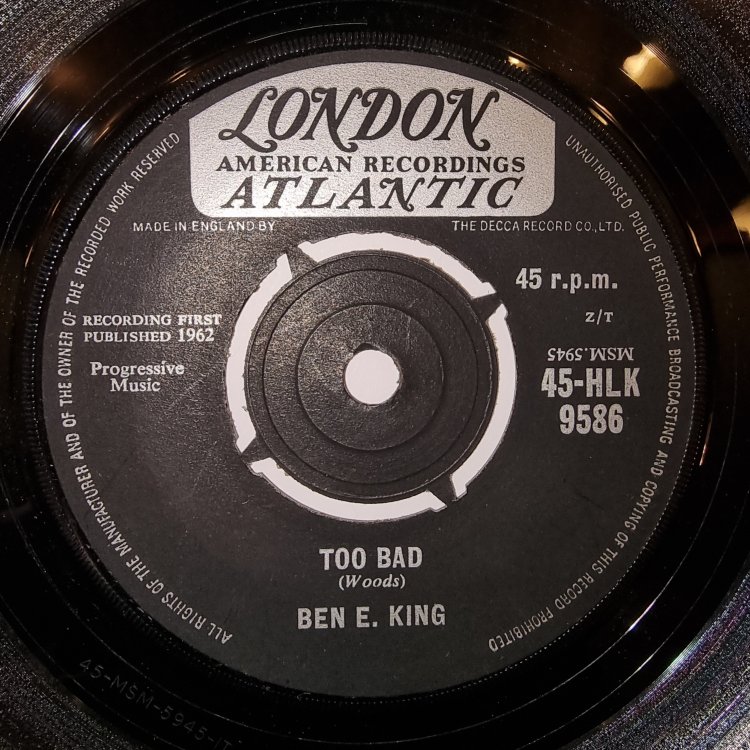 LONDON
AMERICAN RECORDINGS
ATLANTIC
MADE IN ENGLAND BY
THE DECCA RECORD CO., LTD.
ALL RIGHTS OF THE MANUFACTURER AND OF THE OWNER OF THE RECORDED WORK RESERVED
UNAUTHORISED PUBLIC PERFORMANCE BROADCASTING AND COPYING OF THIS RECORD PROHIBITED
RECORDING FIRST
PUBLISHED 1962
Progressive
Music
45 r.p.m.
Z/T
MSM.5945
45-HLK
9586
TOO BAD
(Woods)
BEN E. KING
45-MSM-5945-1T